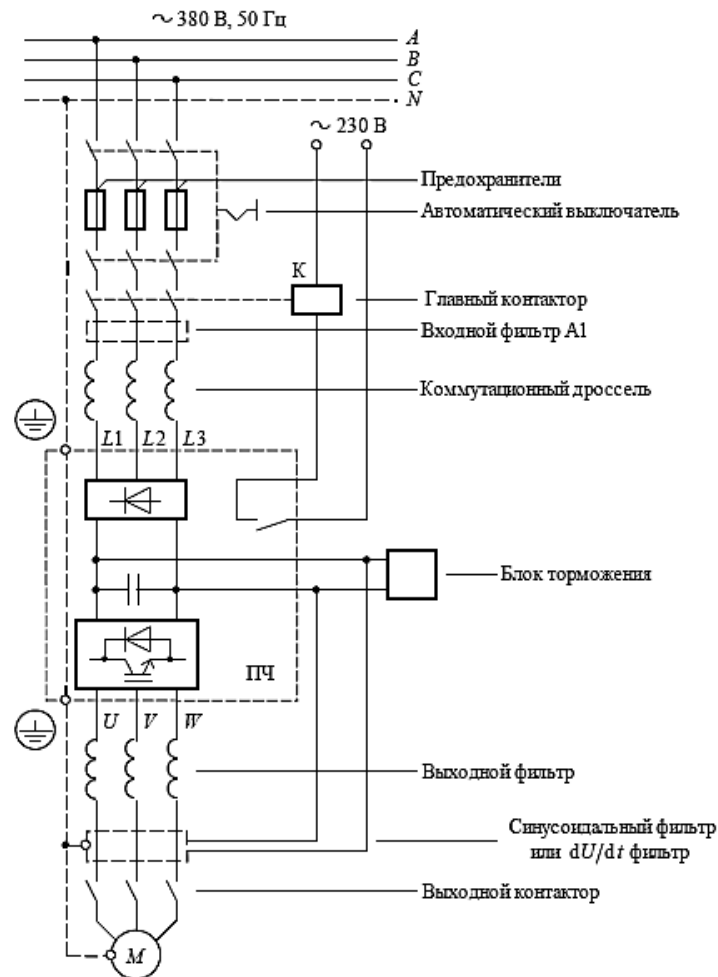 ~ 380 В, 50 Гц
A
B
C
N
~ 230 В
Предохранители
Автоматический выключатель
К
Главный контактор
Входной фильтр А1
Коммутационный дроссель
L1 L2 L3
Блок торможения
ПЧ
U V W
Выходной фильтр
Синусоидальный фильтр
или dU/dt фильтр
Выходной контактор
M